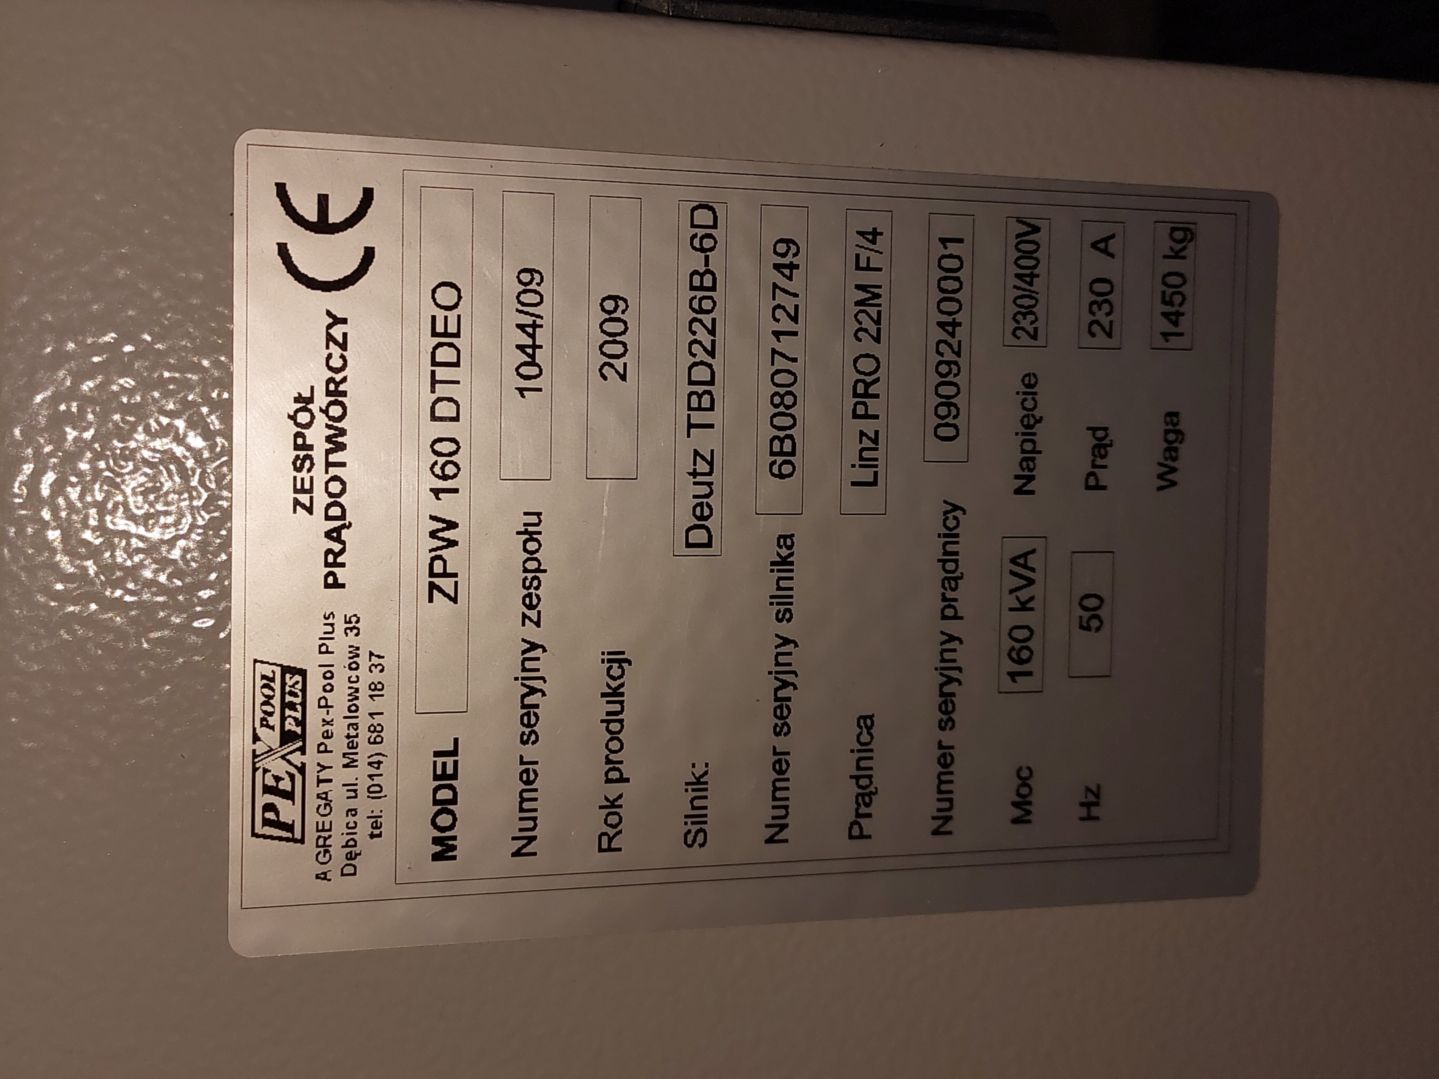 PEX POOL PLUS
AGREGATY Pex-Pool Plus
Dębica ul. Metalowców 35
tel: (014) 681 18 37
ZESPÓŁ
PRĄDOTWÓRCZY
CE
MODEL ZPW 160 DTDEO
Numer seryjny zespołu 1044/09
Rok produkcji 2009
Silnik: Deutz TBD226B-6D
Numer seryjny silnika 6B080712749
Prądnica Linz PRO 22M F/4
Numer seryjny prądnicy 0909240001
Moc 160 kVA Napięcie 230/400V
Hz 50 Prąd 230 A
Waga 1450 kg